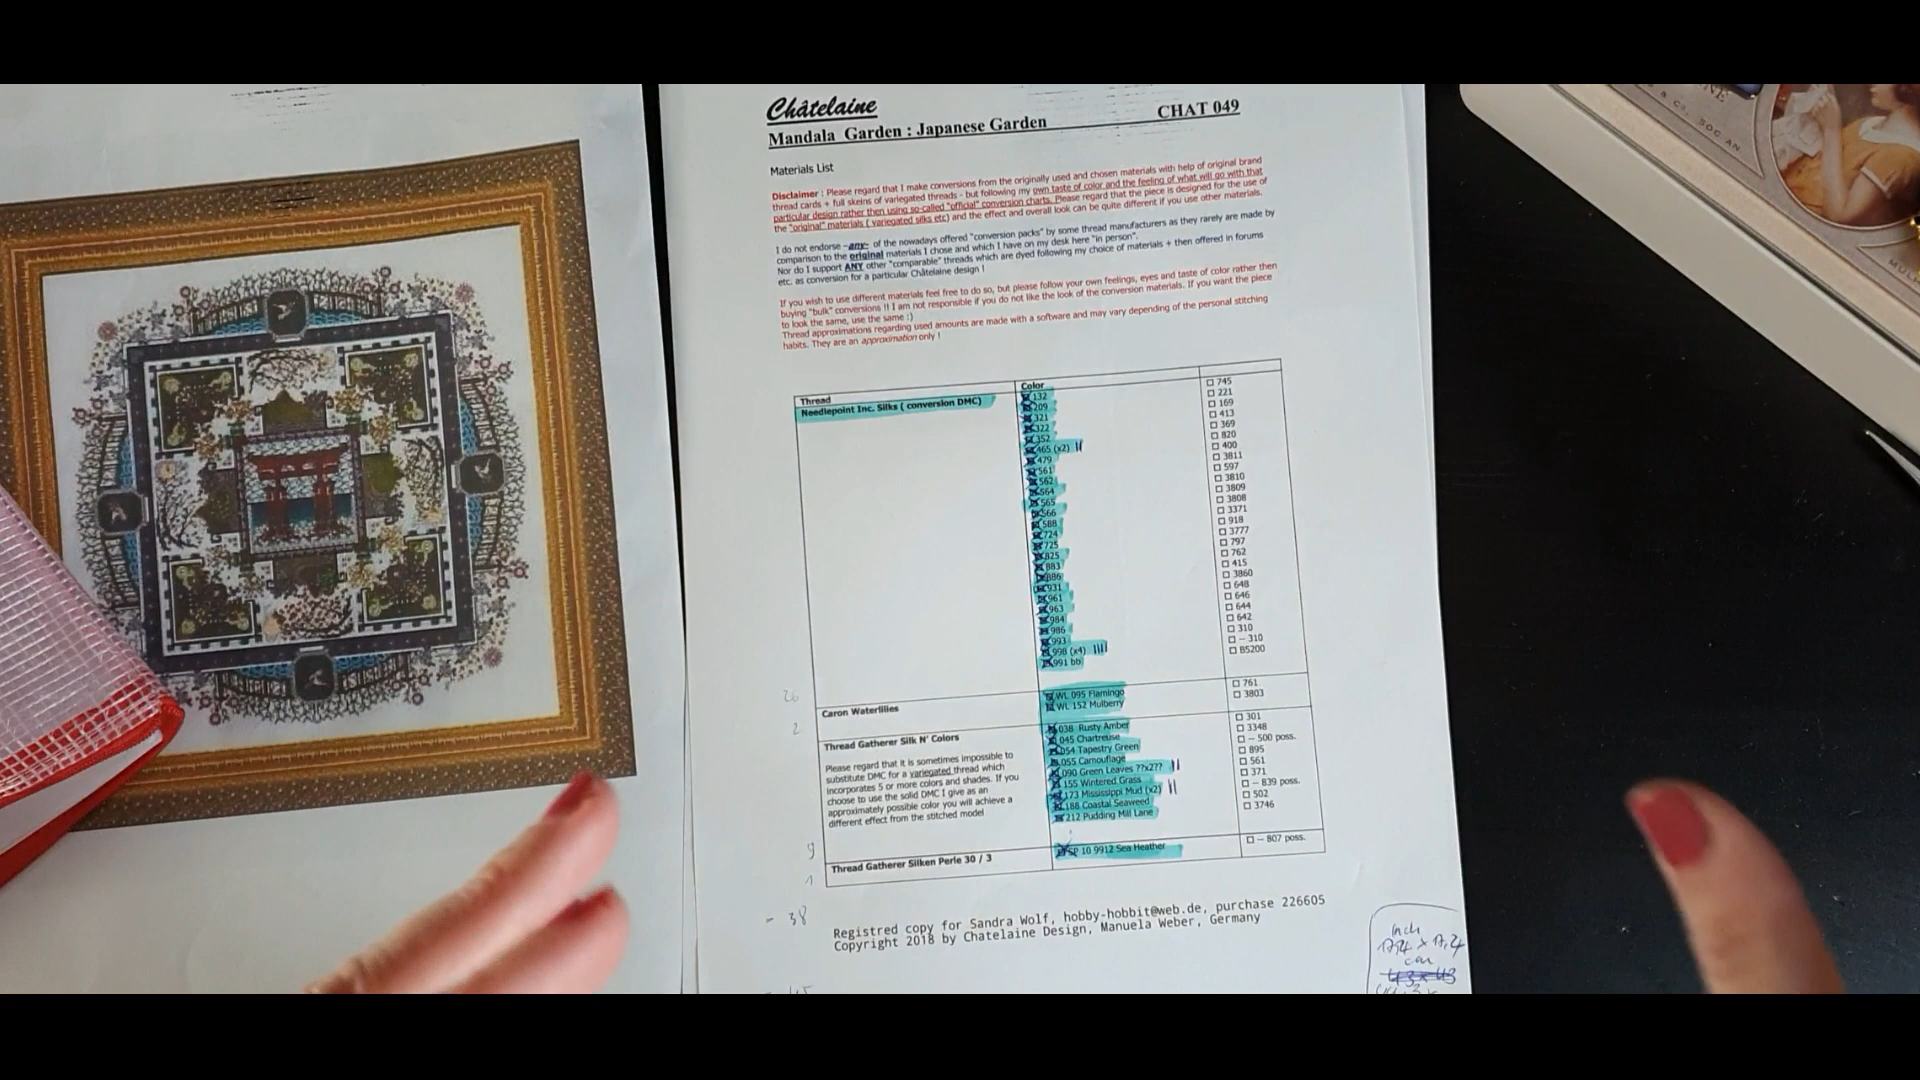 Châtelaine
Mandala Garden : Japanese Garden CHAT 049
Materials List
Disclaimer : Please regard that I make conversions from the originally used and chosen materials with help of original brand
thread cards + full skeins of variegated threads - but following my own taste of color and the feeling of what will go with that
particular design rather then using so-called "official" conversion charts. Please regard that the piece is designed for the use of
the "original" materials ( variegated silks etc) and the effect and overall look can be quite different if you use other materials.
I do not endorse -any- of the nowadays offered "conversion packs" by some thread manufacturers as they rarely are made by
comparison to the original materials I chose and which I have on my desk here "in person".
Nor do I support ANY other "comparable" threads which are dyed following my choice of materials + then offered in forums
etc. as conversion for a particular Châtelaine design !
If you wish to use different materials feel free to do so, but please follow your own feelings, eyes and taste of color rather then
buying "bulk" conversions !! I am not responsible if you do not like the look of the conversion materials. If you want the piece
to look the same, use the same :)
Thread approximations regarding used amounts are made with a software and may vary depending of the personal stitching
habits. They are an approximation only !
Thread Color
Needlepoint Inc. Silks ( conversion DMC)
132
209
321
322
352
465 (x2)
479
561
562
564
565
566
588
724
725
825
883
886
931
961
963
984
986
993
998 (x4)
991 bb
745
221
169
413
369
820
400
3811
597
3810
3809
3808
3371
918
3777
797
762
415
3860
648
646
644
642
310
~ 310
B5200
26
Caron Waterlilies
WL 095 Flamingo
WL 152 Mulberry
761
3803
2
Thread Gatherer Silk N' Colors
Please regard that it is sometimes impossible to
substitute DMC for a variegated thread which
incorporates 5 or more colors and shades. If you
choose to use the solid DMC I give as an
approximately possible color you will achieve a
different effect from the stitched model
038 Rusty Amber
045 Chartreuse
054 Tapestry Green
055 Camouflage
090 Green Leaves ??x2??
155 Wintered Grass
173 Mississippi Mud (x2)
188 Coastal Seaweed
212 Pudding Mill Lane
301
3348
~ 500 poss.
895
561
371
~ 839 poss.
502
3746
9
Thread Gatherer Silken Perle 30 / 3
SP 10 9912 Sea Heather
~ 807 poss.
1
- 38
Registred copy for Sandra Wolf, hobby-hobbit@web.de, purchase 226605
Copyright 2018 by Chatelaine Design, Manuela Weber, Germany
Inch
17,4 x 17,4
cm
43 x 43
& C., SOC AN